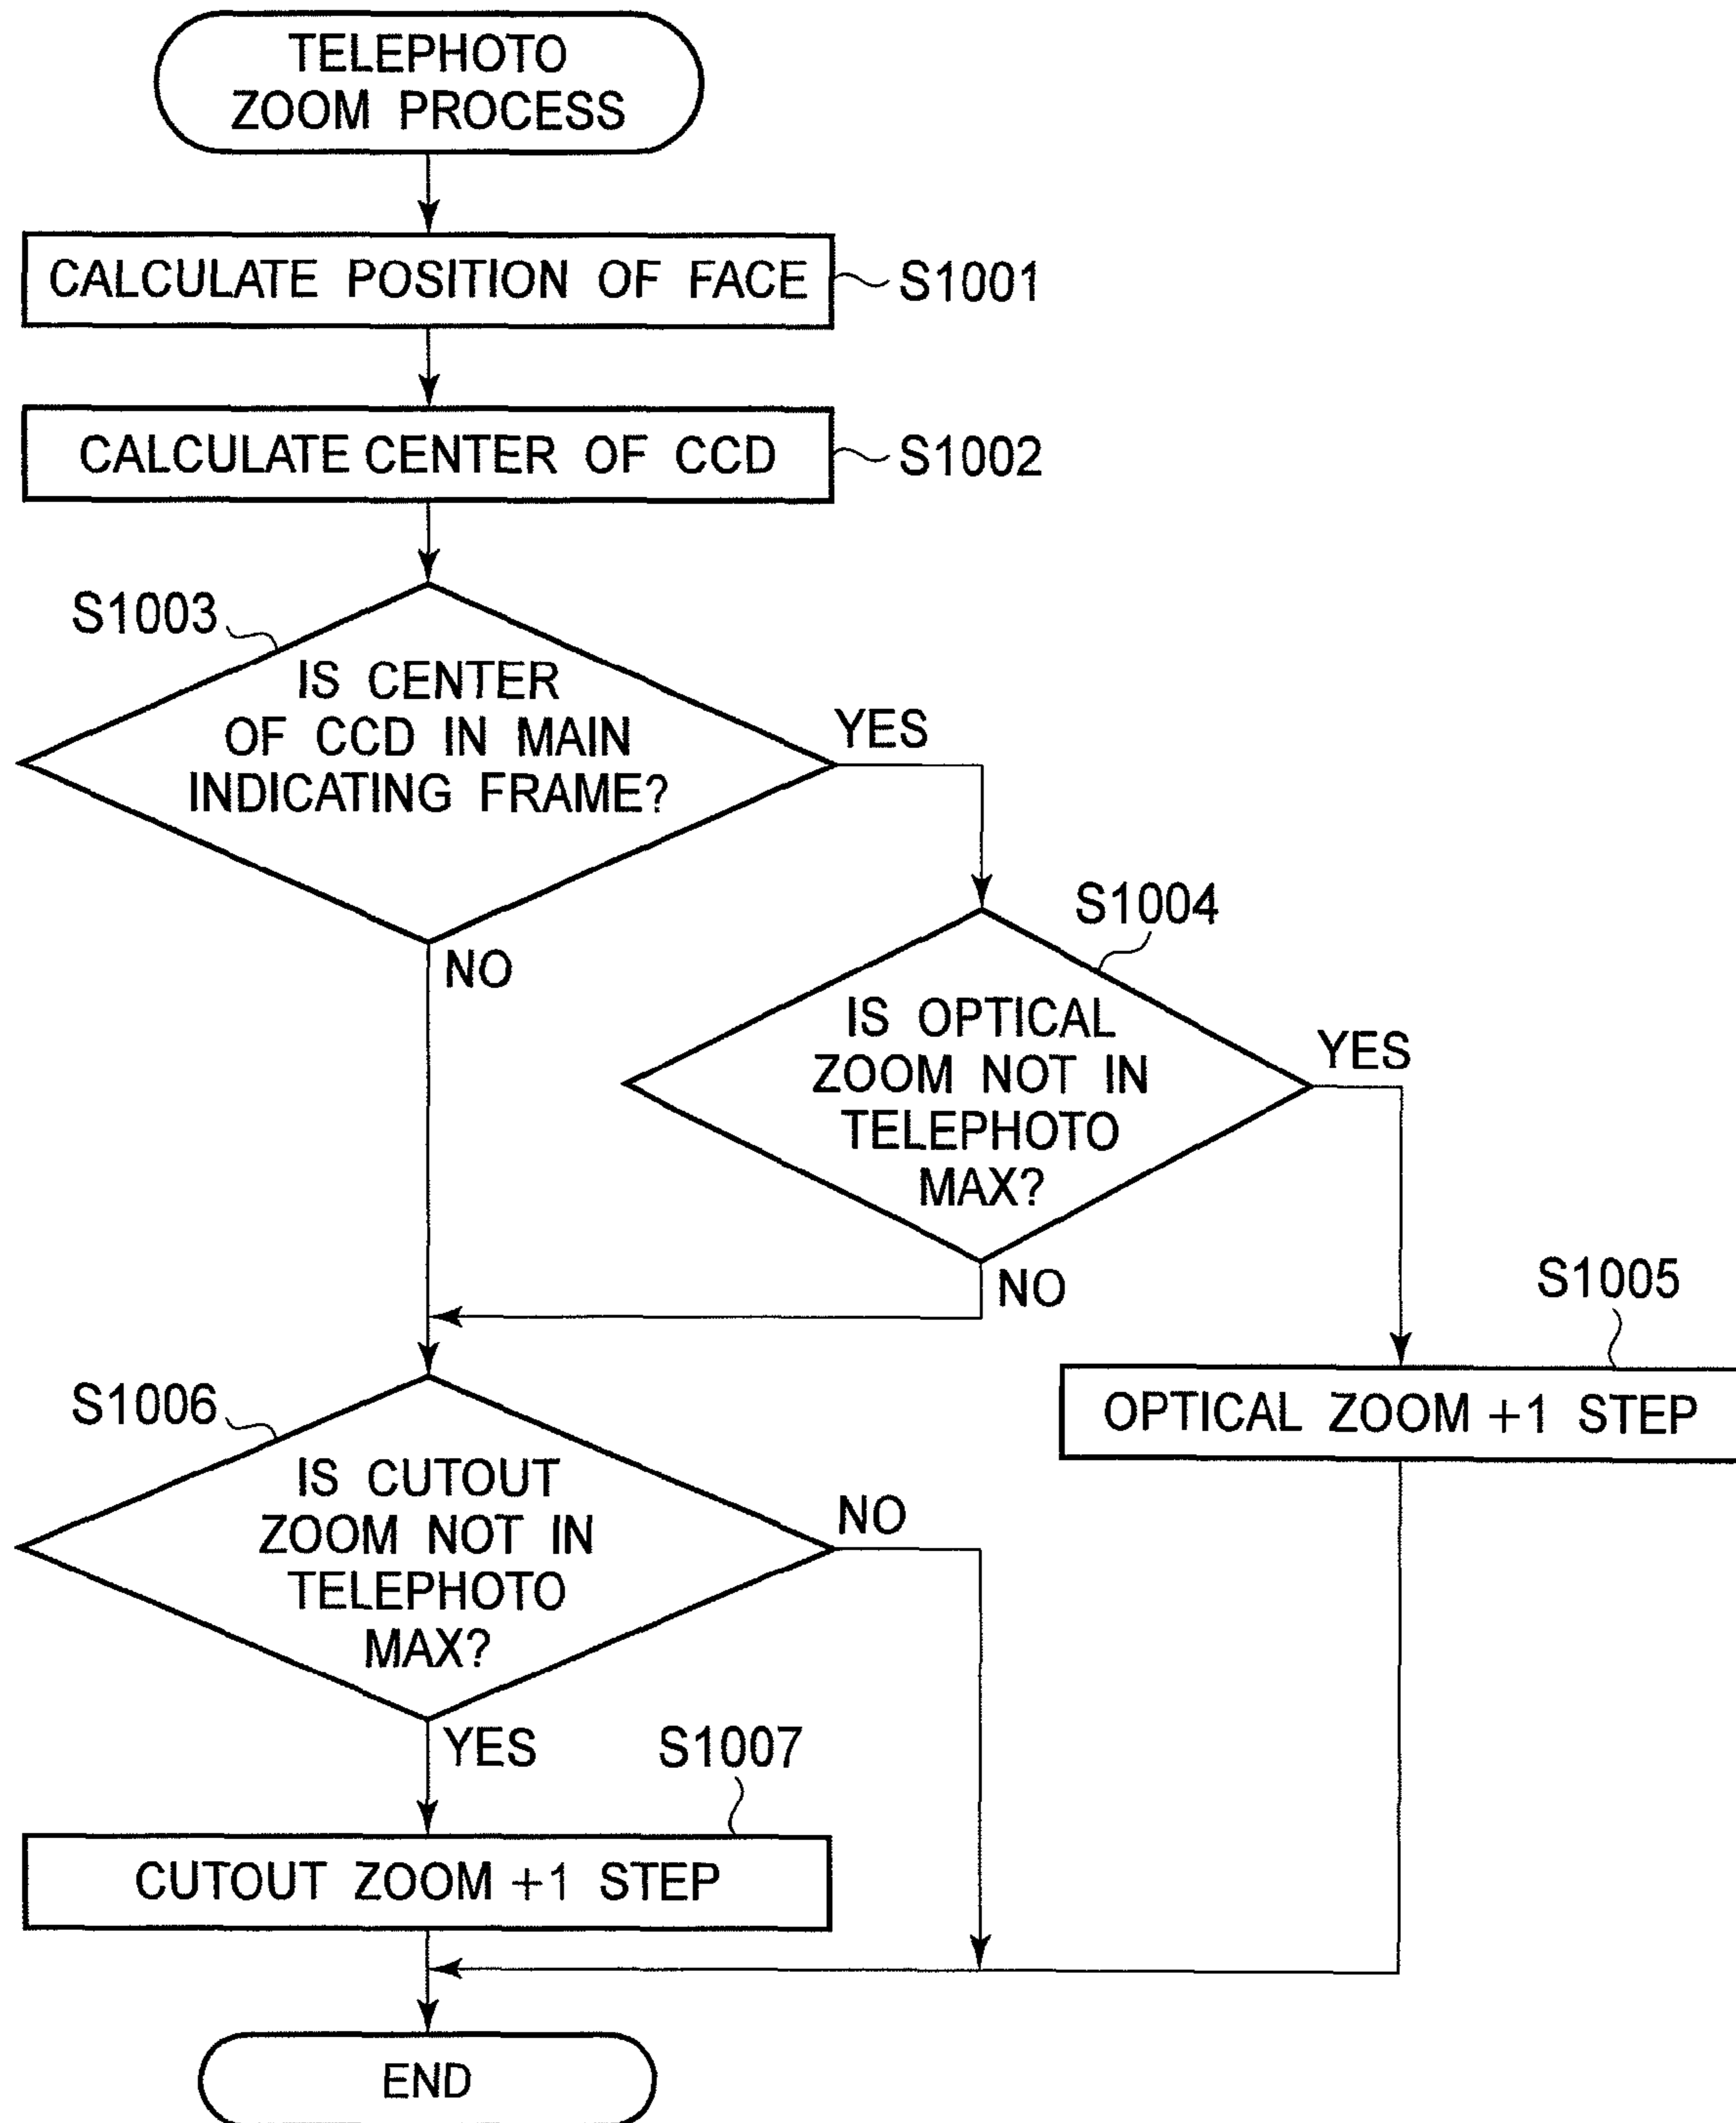 TELEPHOTO
ZOOM PROCESS
CALCULATE POSITION OF FACE
S1001
CALCULATE CENTER OF CCD
S1002
S1003
IS CENTER
OF CCD IN MAIN
INDICATING FRAME?
YES
NO
S1004
IS OPTICAL
ZOOM NOT IN
TELEPHOTO
MAX?
YES
NO
S1005
OPTICAL ZOOM +1 STEP
S1006
IS CUTOUT
ZOOM NOT IN
TELEPHOTO
MAX?
NO
YES
S1007
CUTOUT ZOOM +1 STEP
END